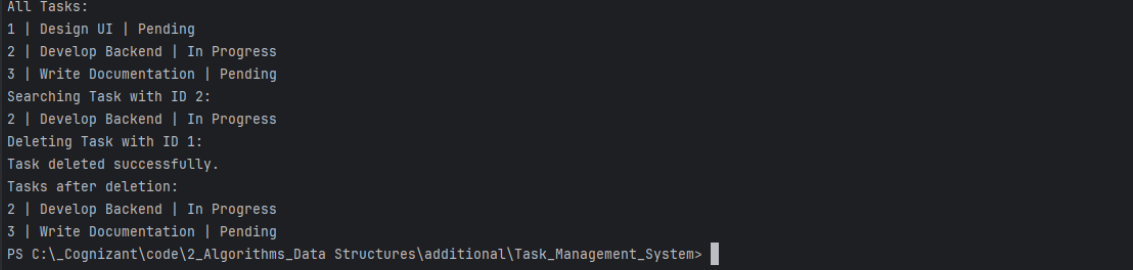 All Tasks:
1 | Design UI | Pending
2 | Develop Backend | In Progress
3 | Write Documentation | Pending
Searching Task with ID 2:
2 | Develop Backend | In Progress
Deleting Task with ID 1:
Task deleted successfully.
Tasks after deletion:
2 | Develop Backend | In Progress
3 | Write Documentation | Pending
PS C:\_Cognizant\code\2_Algorithms_Data Structures\additional\Task_Management_System>